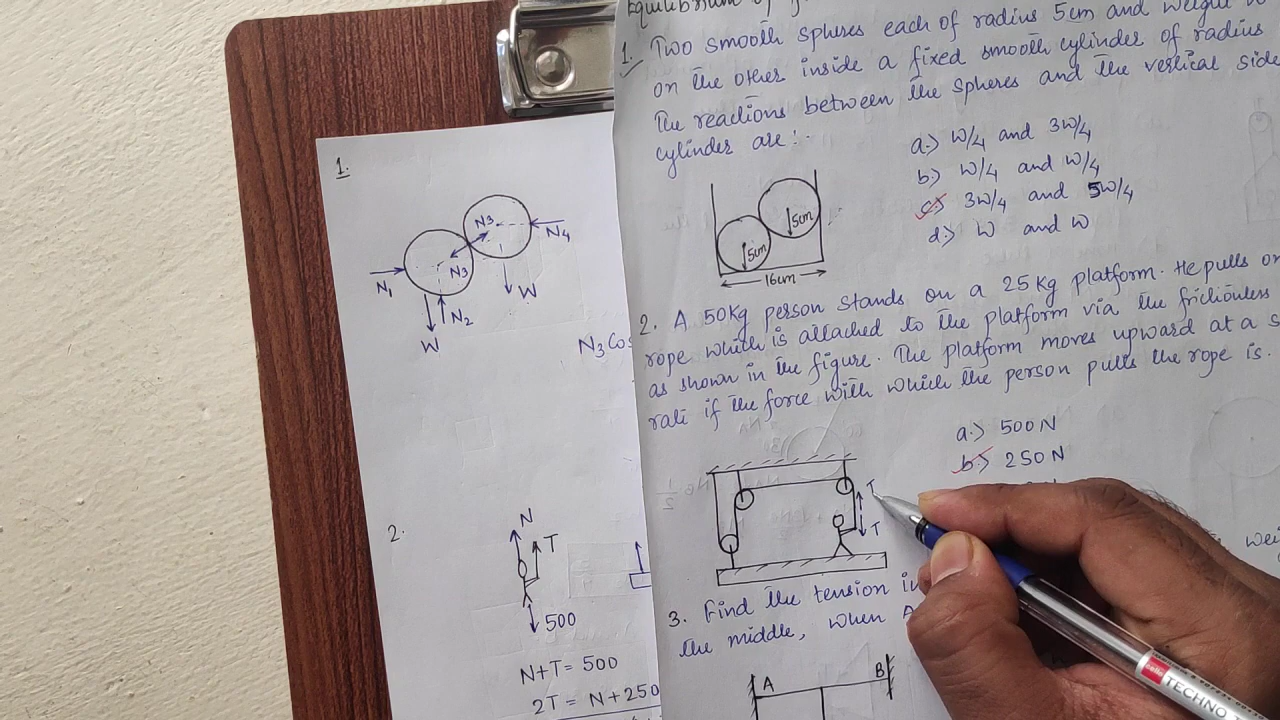 1.
N3
N4
N3
N1
N2
W
W
N3 Cos
2.
N
T
500
N+T= 500
2T = N+250
1. Two smooth spheres each of radius 5cm and weight W
on the other inside a fixed smooth cylinder of radius
The reactions between the spheres and the vertical side
cylinder are :-
a.) W/4 and 3W/4
b.) W/4 and W/4
c.) 3W/4 and 5W/4
d.) W and W
5cm
5cm
16cm
2. A 50Kg person stands on a 25Kg platform. He pulls on
rope which is attached to the platform via the frictionless
as shown in the figure. The platform moves upward at a s
rate if the force with which the person pulls the rope is.
a.) 500N
b.) 250N
T
T
3. Find the tension in
the middle, when A
A
B
cello
TECHNO